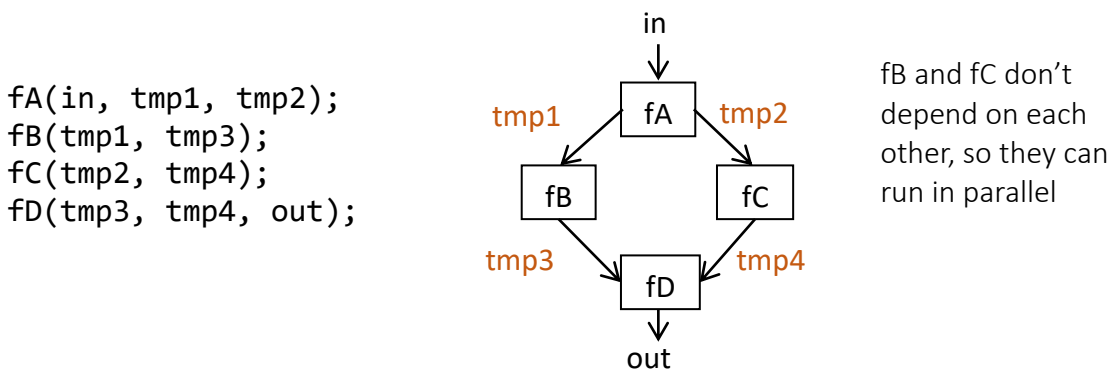 fA(in, tmp1, tmp2);
fB(tmp1, tmp3);
fC(tmp2, tmp4);
fD(tmp3, tmp4, out);
in
tmp1
fA
tmp2
fB
fC
tmp3
fD
tmp4
out
fB and fC don’t
depend on each
other, so they can
run in parallel